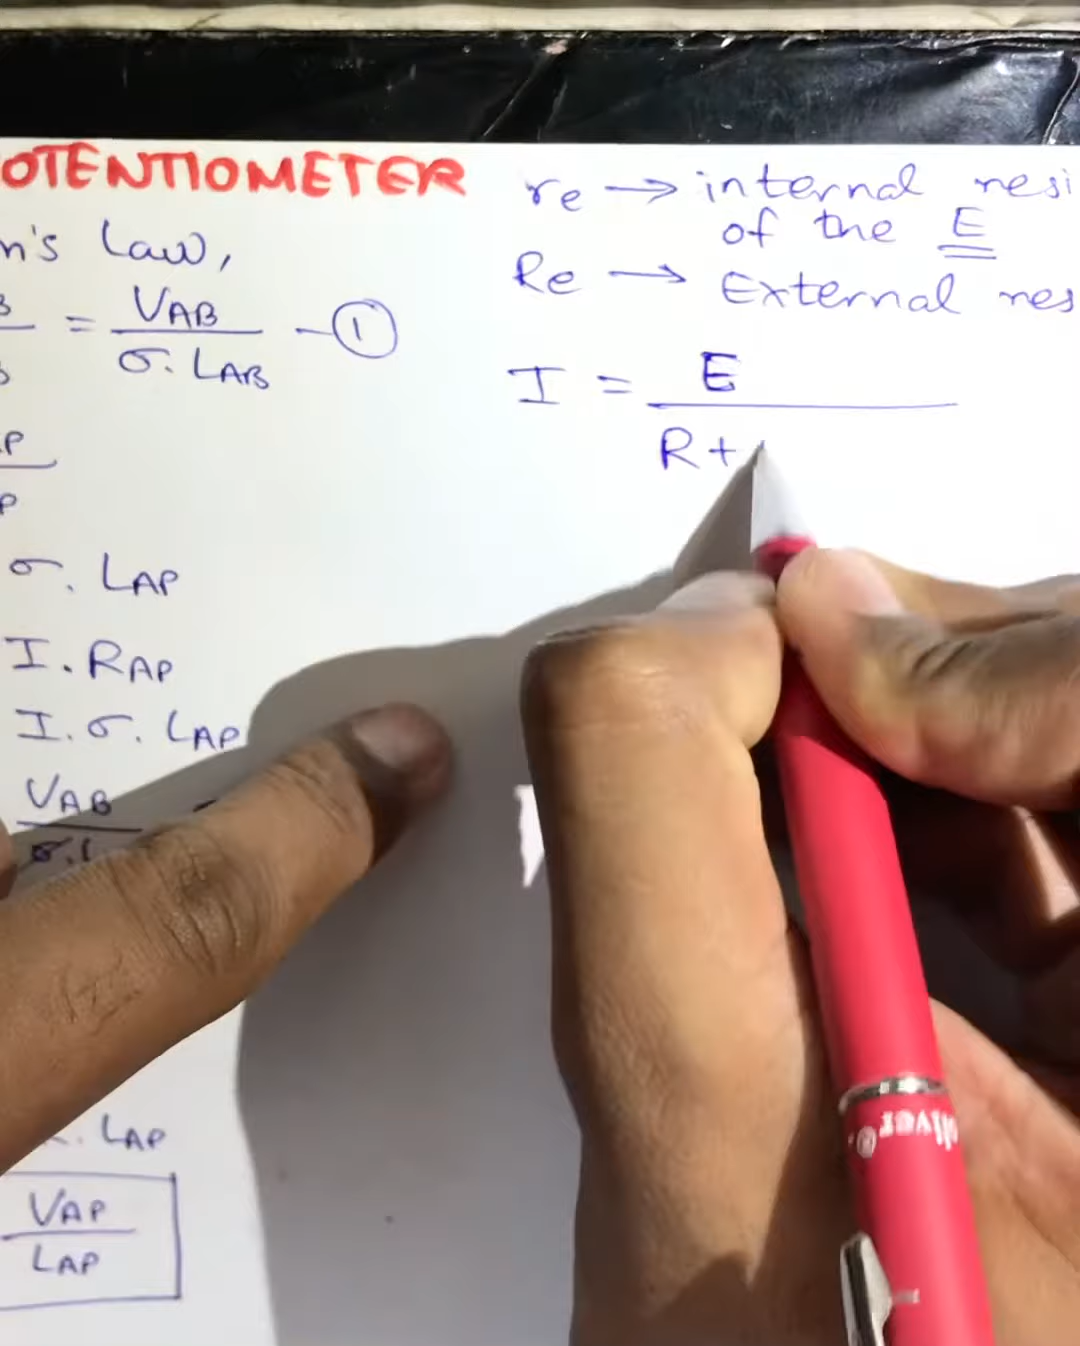 OTENTIOMETER
n's Law,
= VAB / σ. LAB - ①
σ. LAP
I. RAP
I. σ. LAP
VAB
LAP
VAP / LAP
re → internal resi
of the E
Re → External res
I = E / R +